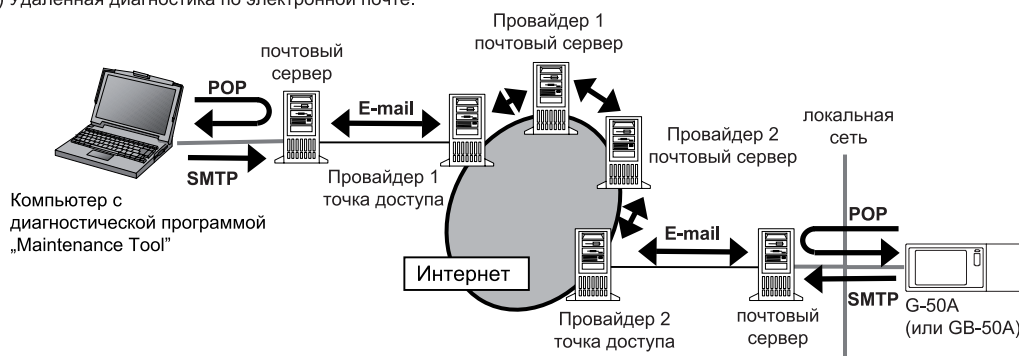 ) Удаленная диагностика по электронной почте.
Провайдер 1
почтовый сервер
почтовый
сервер
POP
E-mail
SMTP
Провайдер 1
точка доступа
Компьютер с
диагностической программой
„Maintenance Tool”
Провайдер 2
почтовый сервер
локальная
сеть
Интернет
E-mail
POP
SMTP
Провайдер 2
точка доступа
почтовый
сервер
G-50A
(или GB-50A)